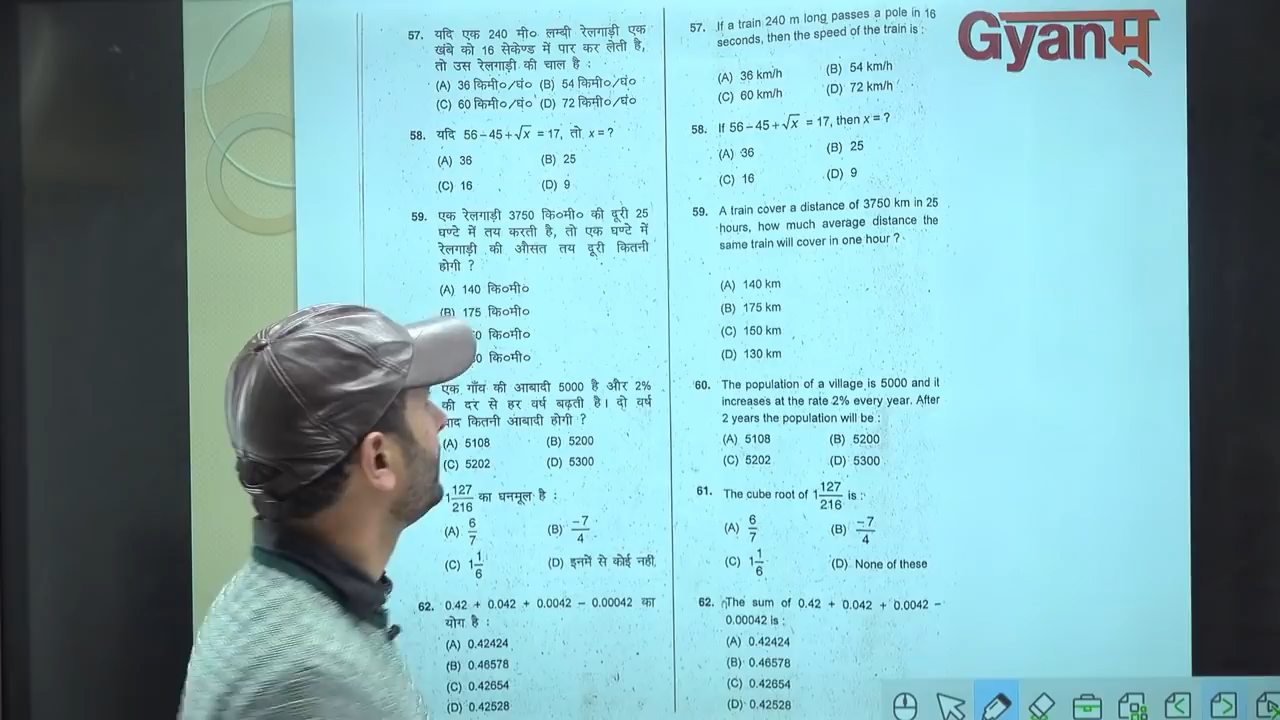 57. यदि एक 240 मी० लम्बी रेलगाड़ी एक
खंबे को 16 सेकेण्ड में पार कर लेती है,
तो उस रेलगाड़ी की चाल है :
(A) 36 किमी०/घं० (B) 54 किमी०/घं०
(C) 60 किमी०/घं० (D) 72 किमी०/घं०
58. यदि 56 – 45 + √x = 17, तो x = ?
(A) 36 (B) 25
(C) 16 (D) 9
59. एक रेलगाड़ी 3750 कि०मी० की दूरी 25
घण्टे में तय करती है, तो एक घण्टे में
रेलगाड़ी की औसत तय दूरी कितनी
होगी ?
(A) 140 कि०मी०
(B) 175 कि०मी०
0 कि०मी०
0 कि०मी०
एक गाँव की आबादी 5000 है और 2%
की दर से हर वर्ष बढ़ती है। दो वर्ष
बाद कितनी आबादी होगी ?
(A) 5108 (B) 5200
(C) 5202 (D) 5300
1 127/216 का घनमूल है :
(A) 6/7 (B) –7/4
(C) 1 1/6 (D) इनमें से कोई नहीं
62. 0.42 + 0.042 + 0.0042 – 0.00042 का
योग है :
(A) 0.42424
(B) 0.46578
(C) 0.42654
(D) 0.42528
57. If a train 240 m long passes a pole in 16
seconds, then the speed of the train is :
(A) 36 km/h (B) 54 km/h
(C) 60 km/h (D) 72 km/h
58. If 56 – 45 + √x = 17, then x = ?
(A) 36 (B) 25
(C) 16 (D) 9
59. A train cover a distance of 3750 km in 25
hours, how much average distance the
same train will cover in one hour ?
(A) 140 km
(B) 175 km
(C) 150 km
(D) 130 km
60. The population of a village is 5000 and it
increases at the rate 2% every year. After
2 years the population will be :
(A) 5108 (B) 5200
(C) 5202 (D) 5300
61. The cube root of 1 127/216 is :
(A) 6/7 (B) –7/4
(C) 1 1/6 (D) None of these
62. The sum of 0.42 + 0.042 + 0.0042 –
0.00042 is :
(A) 0.42424
(B) 0.46578
(C) 0.42654
(D) 0.42528
Gyanम्